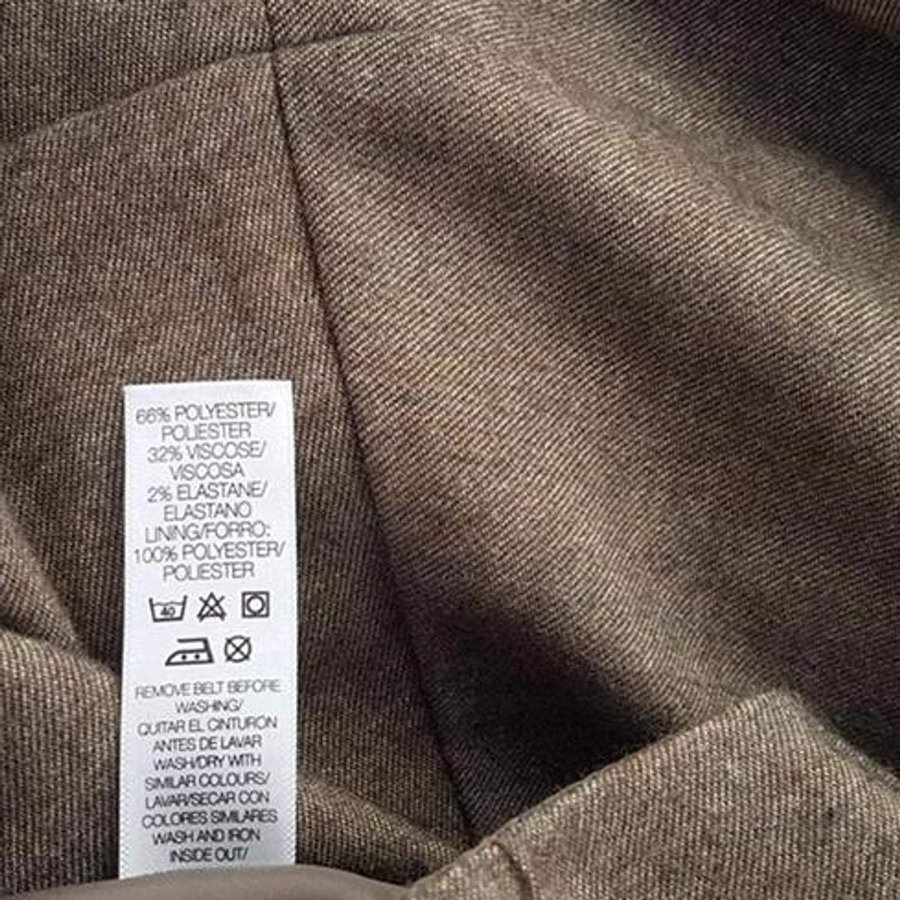 66% POLYESTER/
POLIESTER
32% VISCOSE/
VISCOSA
2% ELASTANE/
ELASTANO
LINING/FORRO:
100% POLYESTER/
POLIESTER
40
REMOVE BELT BEFORE
WASHING/
QUITAR EL CINTURON
ANTES DE LAVAR
WASH/DRY WITH
SIMILAR COLOURS/
LAVAR/SECAR CON
COLORES SIMILARES
WASH AND IRON
INSIDE OUT/